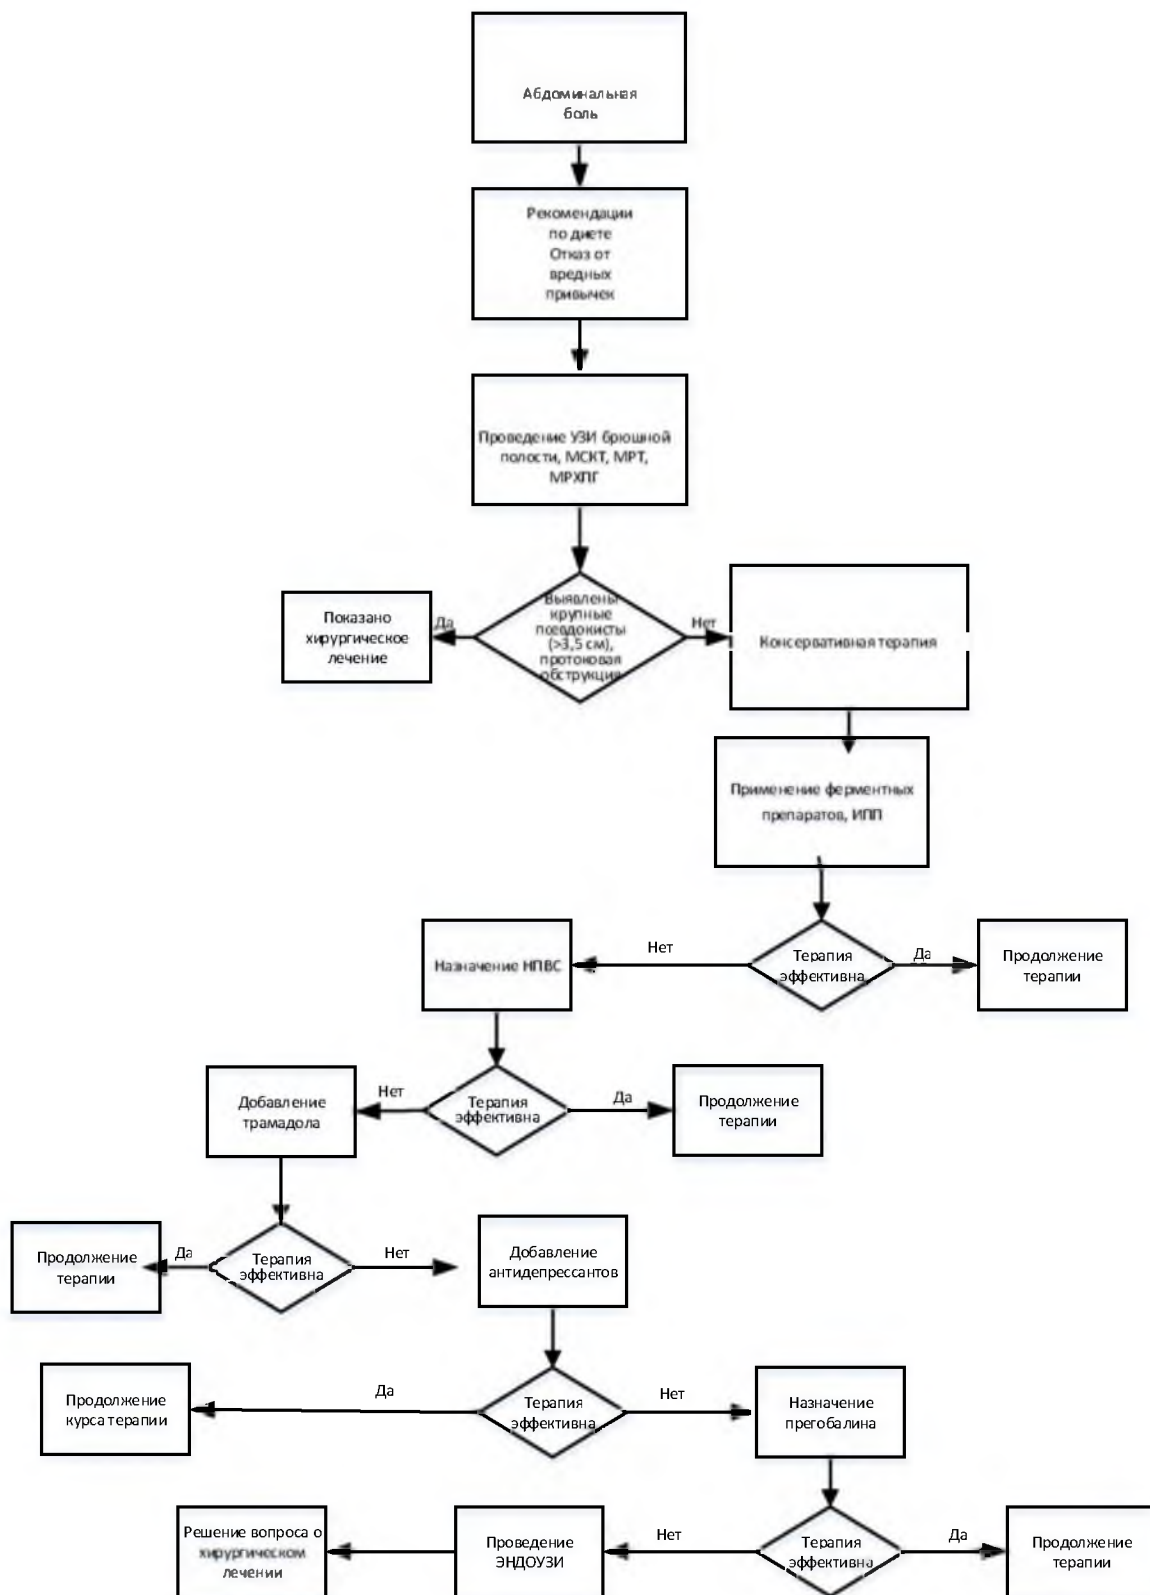 Абдоминальная
боль
Рекомендации
по диете
Отказ от
вредных
привычек
Проведение УЗИ брюшной
полости, МСКТ, МРТ,
МРХПГ
Выявлены
крупные
псевдокисты
(>3,5 см),
протоковая
обструкция
Да
Показано
хирургическое
лечение
Нет
Консервативная терапия
Применение ферментных
препаратов, ИПП
Терапия
эффективна
Да
Продолжение
терапии
Нет
Назначение НПВС
Терапия
эффективна
Да
Продолжение
терапии
Нет
Добавление
трамадола
Терапия
эффективна
Да
Продолжение
терапии
Нет
Добавление
антидепрессантов
Терапия
эффективна
Да
Продолжение
курса терапии
Нет
Назначение
прегобалина
Терапия
эффективна
Да
Продолжение
терапии
Нет
Проведение
ЭНДОУЗИ
Решение вопроса о
хирургическом
лечении